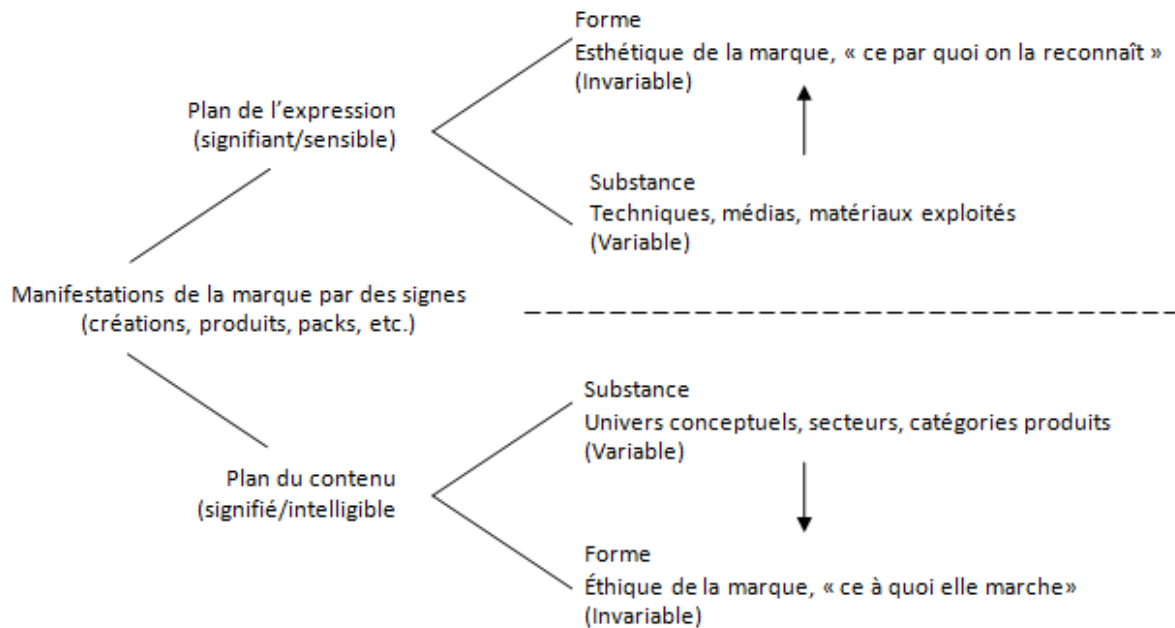 Forme
Esthétique de la marque, « ce par quoi on la reconnaît »
(Invariable)
Plan de l’expression
(signifiant/sensible)
Substance
Techniques, médias, matériaux exploités
(Variable)
Manifestations de la marque par des signes
(créations, produits, packs, etc.)
Substance
Univers conceptuels, secteurs, catégories produits
(Variable)
Plan du contenu
(signifié/intelligible
Forme
Éthique de la marque, « ce à quoi elle marche»
(Invariable)